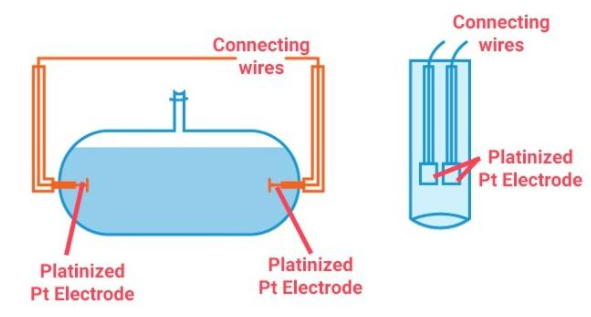 Connecting
wires
Platinized
Pt Electrode
Platinized
Pt Electrode
Connecting
wires
Platinized
Pt Electrode